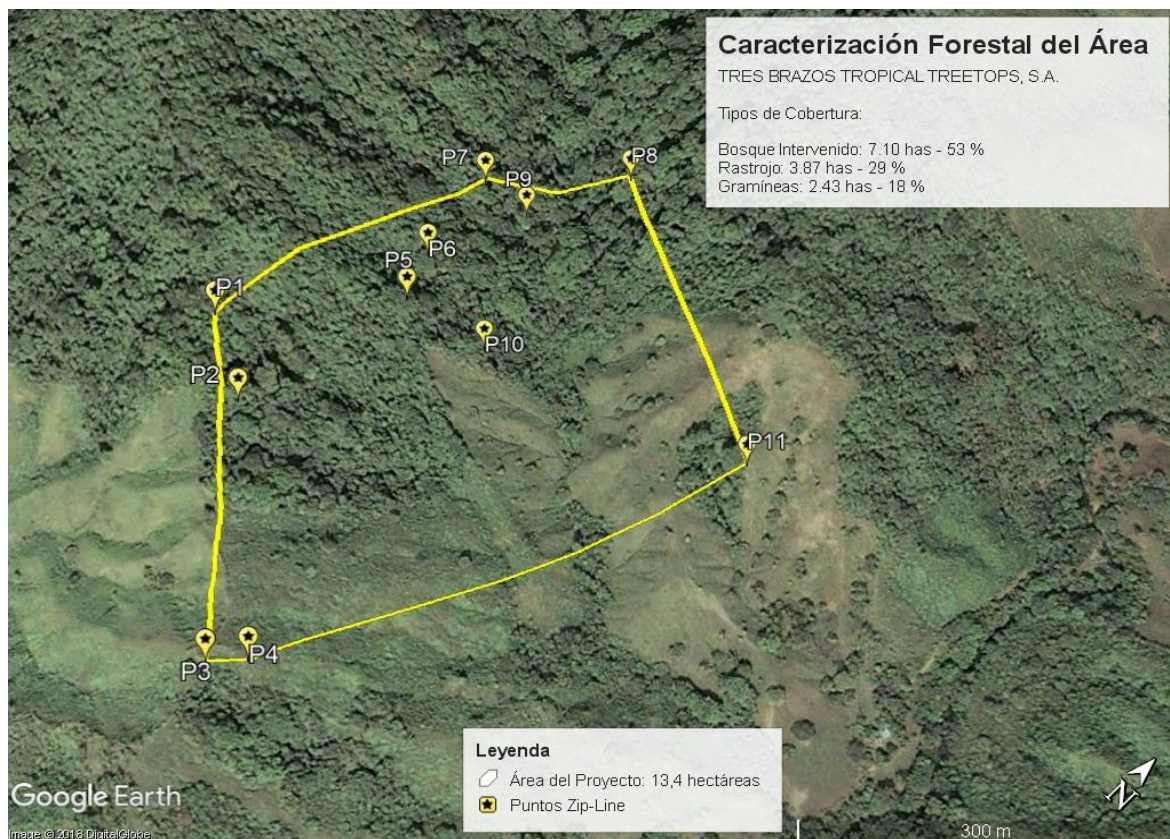 Caracterización Forestal del Área
TRES BRAZOS TROPICAL TREETOPS, S.A.
Tipos de Cobertura:
Bosque Intervenido: 7.10 has - 53 %
Rastrojo: 3.87 has - 29 %
Gramíneas: 2.43 has - 18 %
P7
P8
P9
P6
P5
P1
P10
P2
P11
P4
P3
Leyenda
Área del Proyecto: 13,4 hectáreas
Puntos Zip-Line
Google Earth
N
Image © 2018 DigitalGlobe
300 m